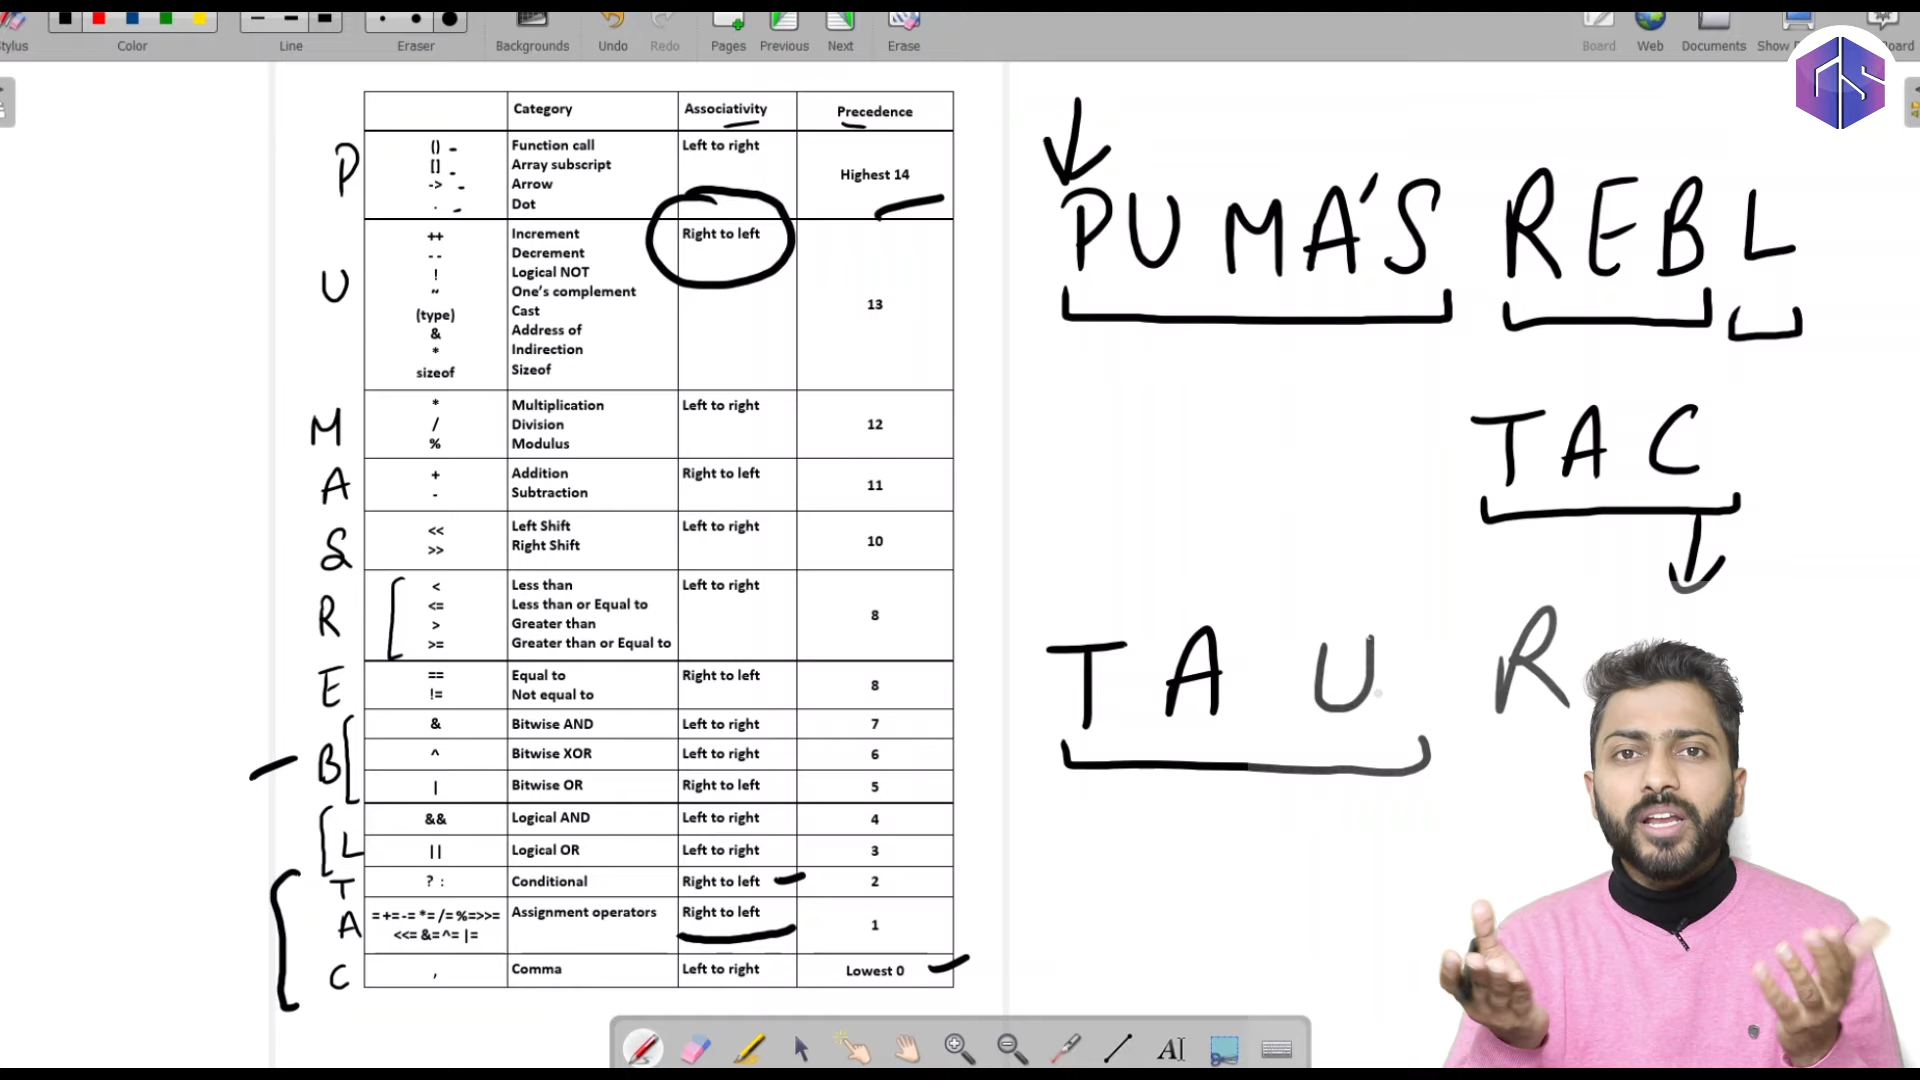 Stylus Color Line Eraser Backgrounds Undo Redo Pages Previous Next Erase Board Web Documents Show Board
Category Associativity Precedence
P () Function call Left to right Highest 14
[] Array subscript
-> Arrow
. Dot
U ++ Increment Right to left 13
-- Decrement
! Logical NOT
~ One's complement
(type) Cast
& Address of
* Indirection
sizeof Sizeof
M * Multiplication Left to right 12
/ Division
% Modulus
A + Addition Right to left 11
- Subtraction
S << Left Shift Left to right 10
>> Right Shift
R < Less than Left to right 8
<= Less than or Equal to
> Greater than
>= Greater than or Equal to
E == Equal to Right to left 8
!= Not equal to
B & Bitwise AND Left to right 7
^ Bitwise XOR Left to right 6
| Bitwise OR Right to left 5
L && Logical AND Left to right 4
|| Logical OR Left to right 3
T ? : Conditional Right to left 2
A = += -= *= /= %= >>= Assignment operators Right to left 1
<<= &= ^= |=
C , Comma Left to right Lowest 0
PUMA'S REBL
TAC
TAU R